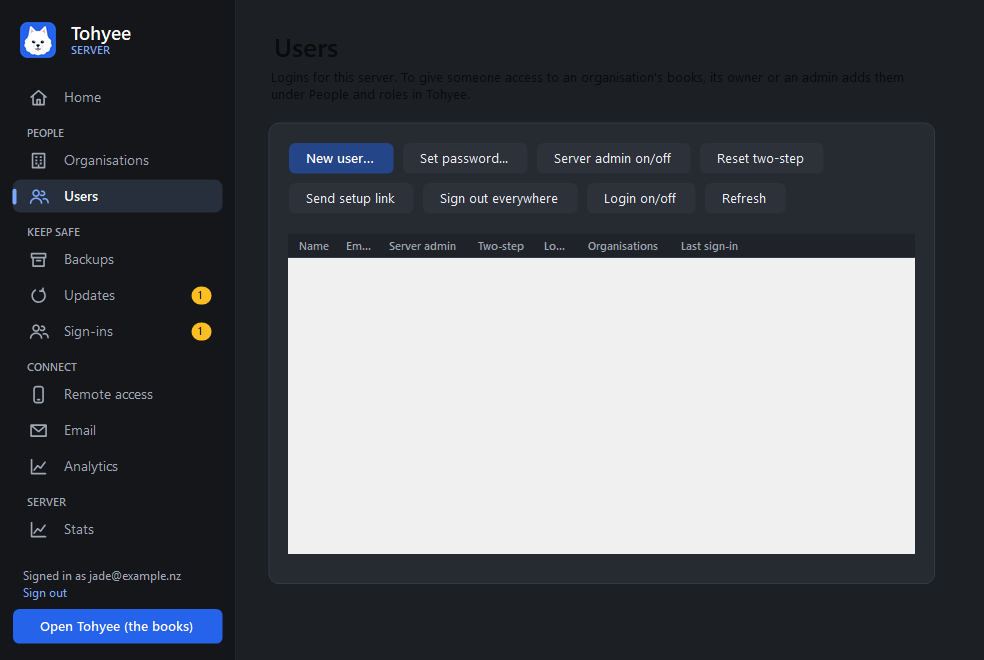 Tohyee
SERVER
Home
PEOPLE
Organisations
Users
KEEP SAFE
Backups
Updates 1
Sign-ins 1
CONNECT
Remote access
Email
Analytics
SERVER
Stats
Signed in as jade@example.nz
Sign out
Open Tohyee (the books)
Users
Logins for this server. To give someone access to an organisation's books, its owner or an admin adds them
under People and roles in Tohyee.
New user... Set password... Server admin on/off Reset two-step
Send setup link Sign out everywhere Login on/off Refresh
Name Em... Server admin Two-step Lo... Organisations Last sign-in